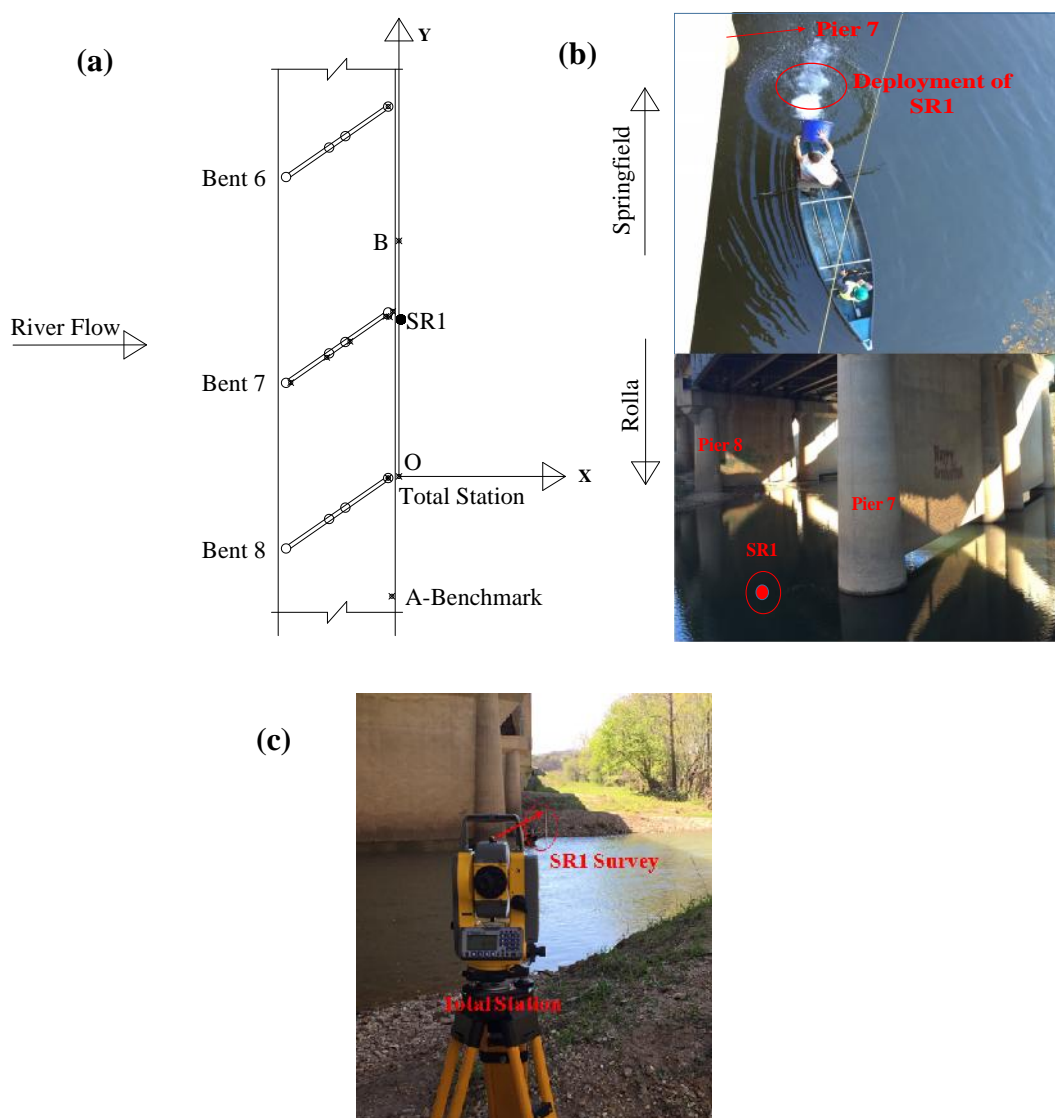 (a)
Y
Bent 6
B
River Flow
SR1
Bent 7
O
X
Total Station
Bent 8
A-Benchmark
Springfield
Rolla
(b)
Pier 7
Deployment of
SR1
Pier 8
Pier 7
SR1
(c)
SR1 Survey
Total Station